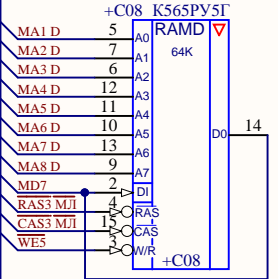 +C08 К565РУ5Г
MA1 D 5 A0 RAMD
MA2 D 7 A1 64K
MA3 D 6 A2
MA4 D 12 A3
MA5 D 11 A4
MA6 D 10 A5 D0 14
MA7 D 13 A6
MA8 D 9 A7
MD7 2 DI
RAS3 МЛ 4 RAS
CAS3 МЛ 15 CAS
WE5 3 W/R
+C08